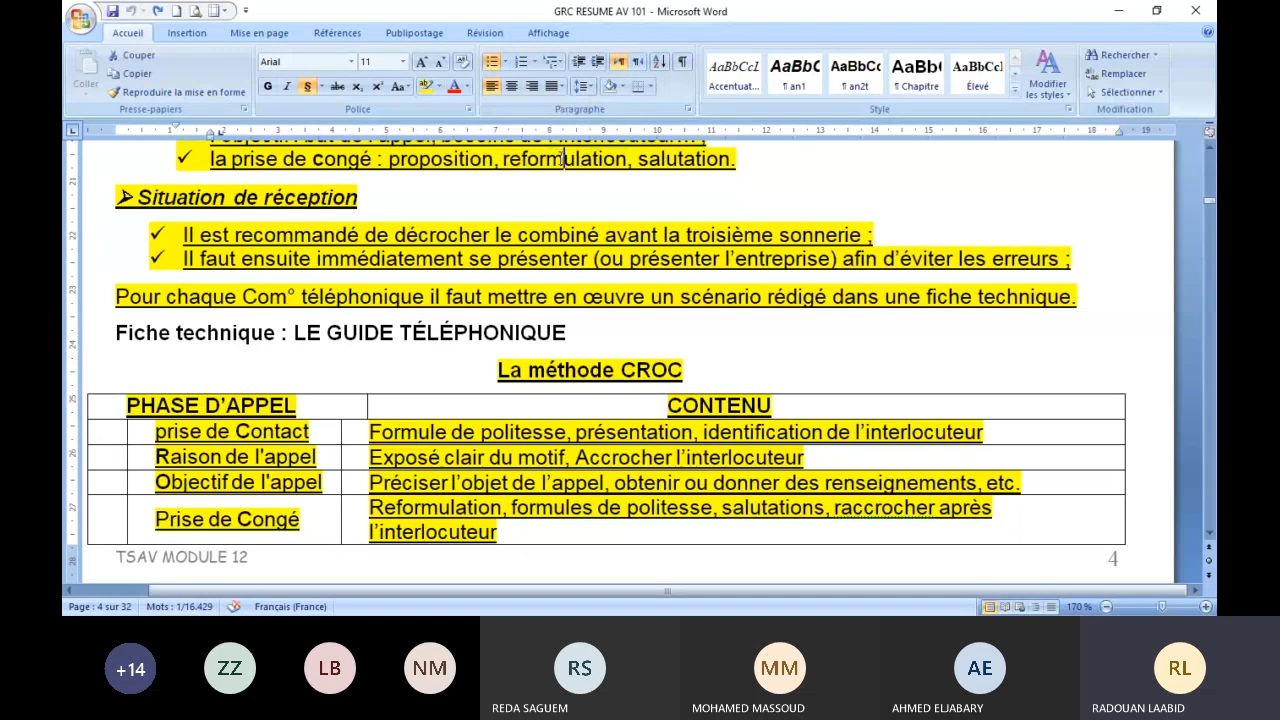 GRC RESUME AV 101 - Microsoft Word
Accueil Insertion Mise en page Références Publipostage Révision Affichage
Coller
Couper
Copier
Reproduire la mise en forme
Presse-papiers
Arial 11
G I S abc x₂ x² Aa
Police
Paragraphe
AaBbCcI AaBbC AaBbCc AaBbC AaBbCcI
Accentuat... ¶ an1 ¶ an2t ¶ Chapitre Élevé
Modifier les styles
Style
Rechercher
Remplacer
Sélectionner
Modification
✓ la prise de congé : proposition, reformulation, salutation.
➢ Situation de réception
✓ Il est recommandé de décrocher le combiné avant la troisième sonnerie ;
✓ Il faut ensuite immédiatement se présenter (ou présenter l'entreprise) afin d'éviter les erreurs ;
Pour chaque Com° téléphonique il faut mettre en œuvre un scénario rédigé dans une fiche technique.
Fiche technique : LE GUIDE TÉLÉPHONIQUE
La méthode CROC
PHASE D'APPEL CONTENU
prise de Contact Formule de politesse, présentation, identification de l'interlocuteur
Raison de l'appel Exposé clair du motif, Accrocher l'interlocuteur
Objectif de l'appel Préciser l'objet de l'appel, obtenir ou donner des renseignements, etc.
Prise de Congé Reformulation, formules de politesse, salutations, raccrocher après
l'interlocuteur
TSAV MODULE 12 4
Page : 4 sur 32 Mots : 1/16.429 Français (France) 170 %
+14 ZZ LB NM RS MM AE RL
REDA SAGUEM MOHAMED MASSOUD AHMED ELJABARY RADOUAN LAABID